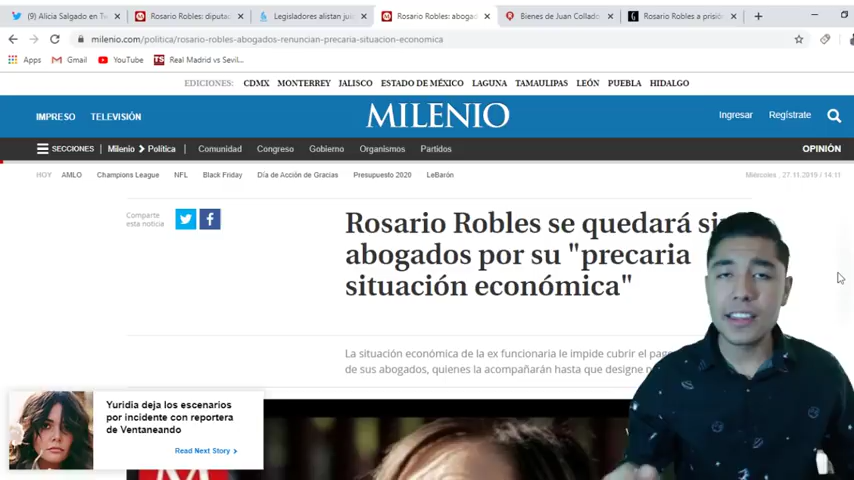 (9) Alicia Salgado en Tw
Rosario Robles: diputad
Legisladores alistan juic
Rosario Robles: abogad
Bienes de Juan Collado
Rosario Robles a prisió
milenio.com/politica/rosario-robles-abogados-renuncian-precaria-situacion-economica
Apps
Gmail
YouTube
Real Madrid vs Sevil...
EDICIONES: CDMX MONTERREY JALISCO ESTADO DE MÉXICO LAGUNA TAMAULIPAS LEÓN PUEBLA HIDALGO
IMPRESO TELEVISIÓN
MILENIO
Ingresar Regístrate
SECCIONES
Milenio > Política
Comunidad Congreso Gobierno Organismos Partidos
OPINIÓN
HOY AMLO Champions League NFL Black Friday Día de Acción de Gracias Presupuesto 2020 LeBarón
Miércoles , 27.11.2019 / 14:11
Comparte
esta noticia
Rosario Robles se quedará
abogados por su "precaria
situación económica"
La situación económica de la ex funcionaria le impide cubrir el
de sus abogados, quienes la acompañarán hasta que designe
Yuridia deja los escenarios
por incidente con reportera
de Ventaneando
Read Next Story >